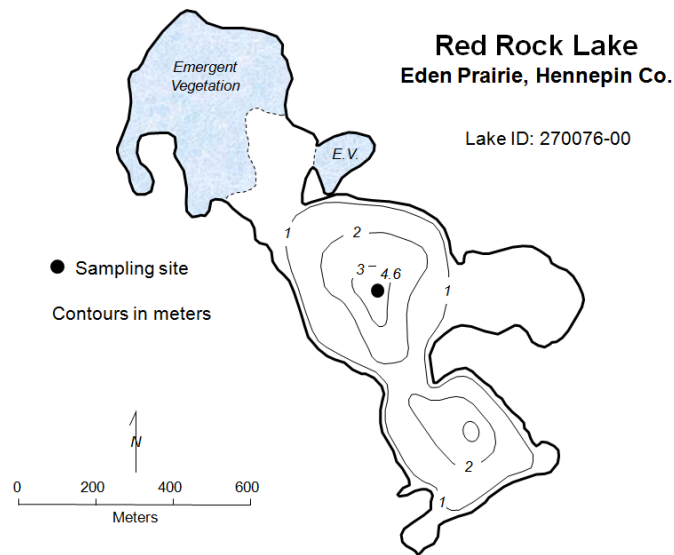 Red Rock Lake
Eden Prairie, Hennepin Co.
Lake ID: 270076-00
Emergent
Vegetation
E.V.
1
2
3
4.6
1
Sampling site
Contours in meters
N
2
1
0 200 400 600
Meters